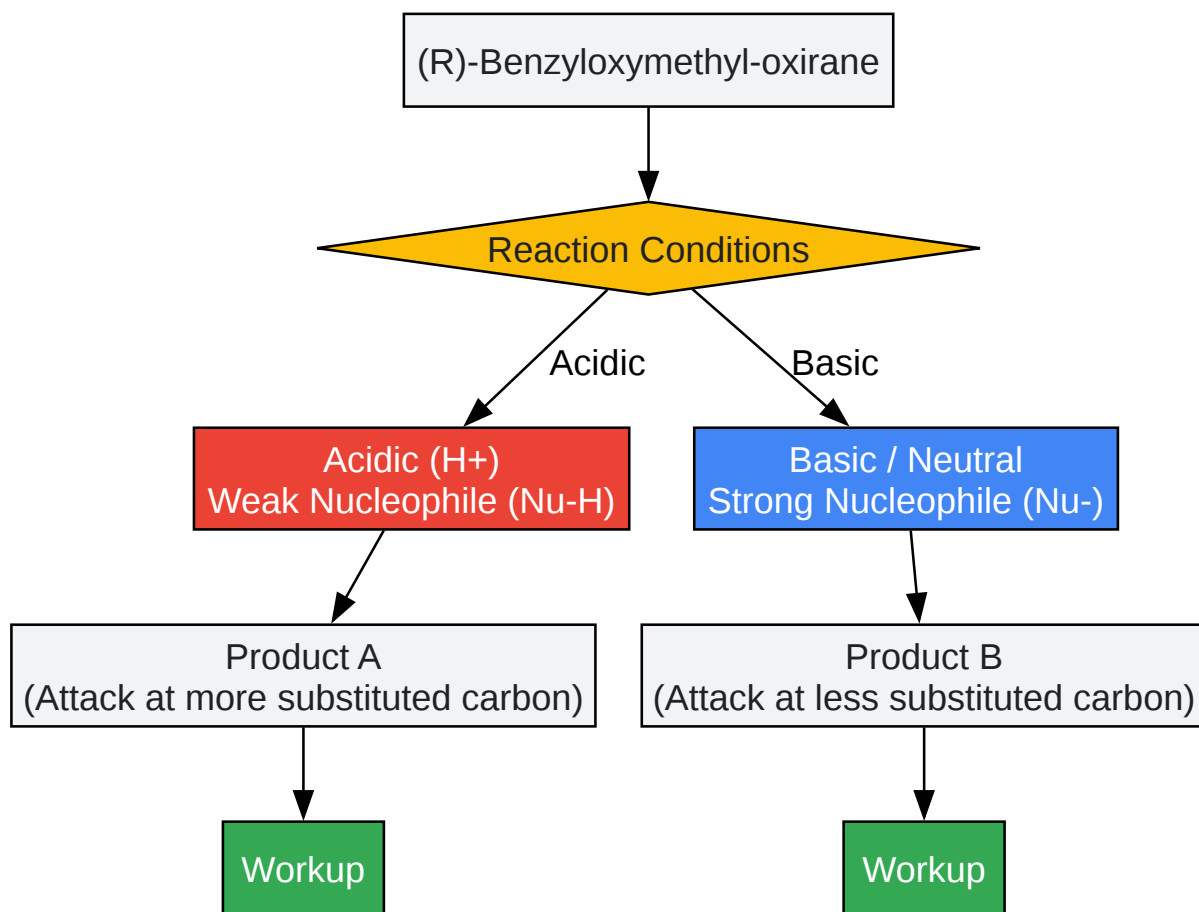 (R)-Benzyloxymethyl-oxirane
Reaction Conditions
Acidic
Basic
Acidic (H+)
Weak Nucleophile (Nu-H)
Basic / Neutral
Strong Nucleophile (Nu-)
Product A
(Attack at more substituted carbon)
Product B
(Attack at less substituted carbon)
Workup
Workup